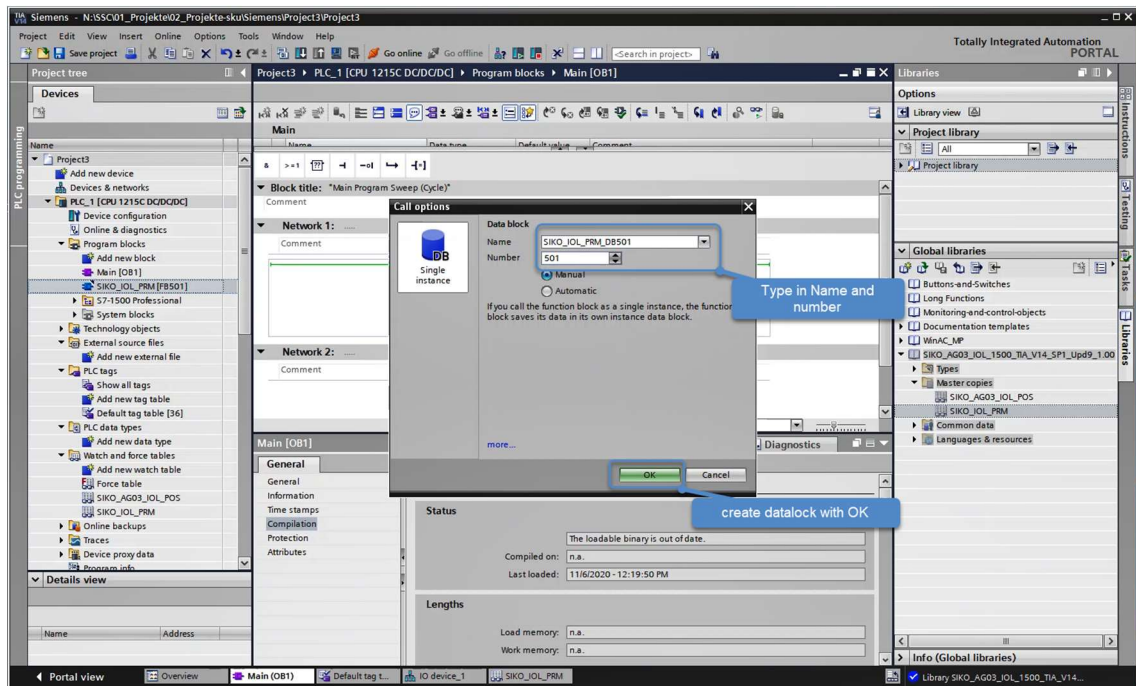 Siemens - N:\SSC\01_Projekte\02_Projekte-sku\Siemens\Project3\Project3
Project Edit View Insert Online Options Tools Window Help
Save project Go online Go offline <Search in project>
Totally Integrated Automation
PORTAL
Project tree
Devices
Name
Project3
Add new device
Devices & networks
PLC_1 [CPU 1215C DC/DC/DC]
Device configuration
Online & diagnostics
Program blocks
Add new block
Main [OB1]
SIKO_IOL_PRM [FB501]
S7-1500 Professional
System blocks
Technology objects
External source files
Add new external file
PLC tags
Show all tags
Add new tag table
Default tag table [36]
PLC data types
Add new data type
Watch and force tables
Add new watch table
Force table
SIKO_AG03_IOL_POS
SIKO_IOL_PRM
Online backups
Traces
Device proxy data
Program info
Details view
Name Address
PLC programming
Project3 PLC_1 [CPU 1215C DC/DC/DC] Program blocks Main [OB1]
Main
Name Data type Default value Comment
& >=1 ?? -| -o| -[=]
Block title: "Main Program Sweep (Cycle)"
Comment
Network 1: .....
Comment
Network 2: .....
Comment
Call options
DB
Single
instance
Data block
Name SIKO_IOL_PRM_DB501
Number 501
Manual
Automatic
If you call the function block as a single instance, the function
block saves its data in its own instance data block.
more...
OK Cancel
Type in Name and
number
create datalock with OK
Main [OB1]
Diagnostics
General
General
Information
Time stamps
Compilation
Protection
Attributes
Status
The loadable binary is out of date.
Compiled on: n.a.
Last loaded: 11/6/2020 - 12:19:50 PM
Lengths
Load memory: n.a.
Work memory: n.a.
Libraries
Options
Library view
Project library
All
Project library
Global libraries
Buttons-and-Switches
Long Functions
Monitoring-and-control-objects
Documentation templates
WinAC_MP
SIKO_AG03_IOL_1500_TIA_V14_SP1_Upd9_1.00
Types
Master copies
SIKO_AG03_IOL_POS
SIKO_IOL_PRM
Common data
Languages & resources
Info (Global libraries)
Instructions
Testing
Tasks
Libraries
Portal view Overview Main (OB1) Default tag t... IO device_1 SIKO_IOL_PRM Library SIKO_AG03_IOL_1500_TIA_V14...